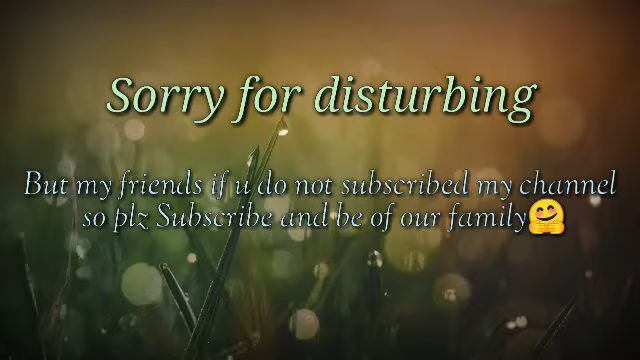 Sorry for disturbing
But my friends if u do not subscribed my channel
so plz Subscribe and be of our family🤗